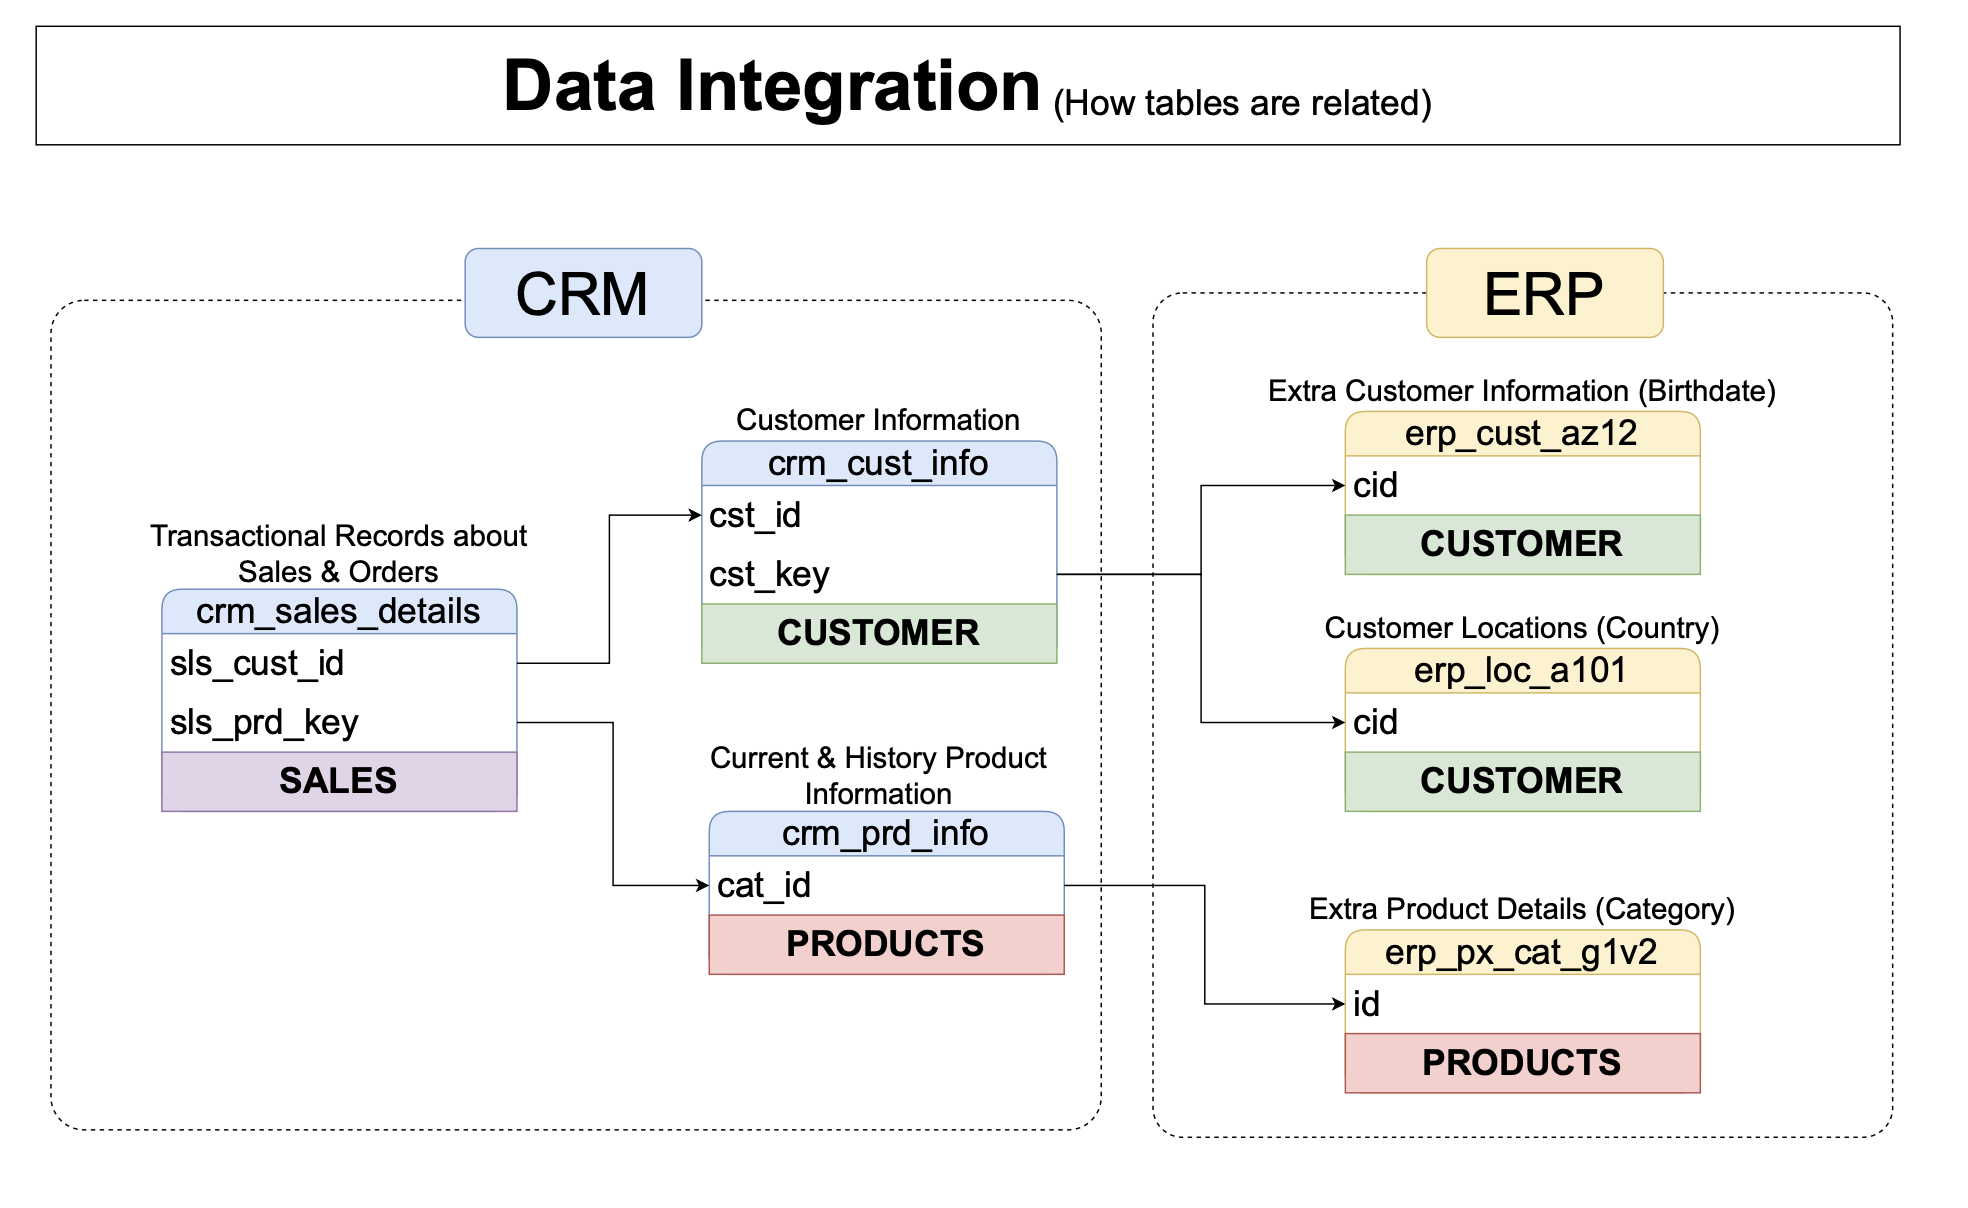 Data Integration (How tables are related)
CRM
Transactional Records about
Sales & Orders
crm_sales_details
sls_cust_id
sls_prd_key
SALES
Customer Information
crm_cust_info
cst_id
cst_key
CUSTOMER
Current & History Product
Information
crm_prd_info
cat_id
PRODUCTS
ERP
Extra Customer Information (Birthdate)
erp_cust_az12
cid
CUSTOMER
Customer Locations (Country)
erp_loc_a101
cid
CUSTOMER
Extra Product Details (Category)
erp_px_cat_g1v2
id
PRODUCTS